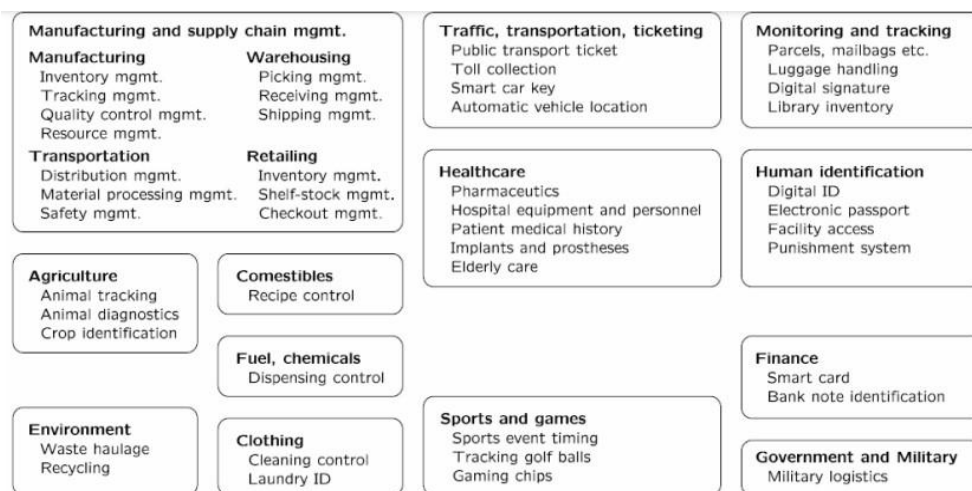 Manufacturing and supply chain mgmt.
Manufacturing
Inventory mgmt.
Tracking mgmt.
Quality control mgmt.
Resource mgmt.
Warehousing
Picking mgmt.
Receiving mgmt.
Shipping mgmt.
Transportation
Distribution mgmt.
Material processing mgmt.
Safety mgmt.
Retailing
Inventory mgmt.
Shelf-stock mgmt.
Checkout mgmt.
Traffic, transportation, ticketing
Public transport ticket
Toll collection
Smart car key
Automatic vehicle location
Monitoring and tracking
Parcels, mailbags etc.
Luggage handling
Digital signature
Library inventory
Healthcare
Pharmaceutics
Hospital equipment and personnel
Patient medical history
Implants and prostheses
Elderly care
Human identification
Digital ID
Electronic passport
Facility access
Punishment system
Agriculture
Animal tracking
Animal diagnostics
Crop identification
Comestibles
Recipe control
Fuel, chemicals
Dispensing control
Finance
Smart card
Bank note identification
Environment
Waste haulage
Recycling
Clothing
Cleaning control
Laundry ID
Sports and games
Sports event timing
Tracking golf balls
Gaming chips
Government and Military
Military logistics